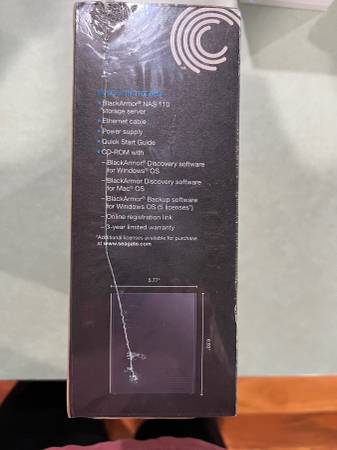 • BlackArmor® NAS 110
storage server
• Ethernet cable
• Power supply
• Quick Start Guide
• CD-ROM with
– BlackArmor® Discovery software
for Windows® OS
– BlackArmor Discovery software
for Mac® OS
– BlackArmor® Backup software
for Windows OS (5 licenses*)
– Online registration link
– 3-year limited warranty
*Additional licenses available for purchase
at www.seagate.com
5.77"